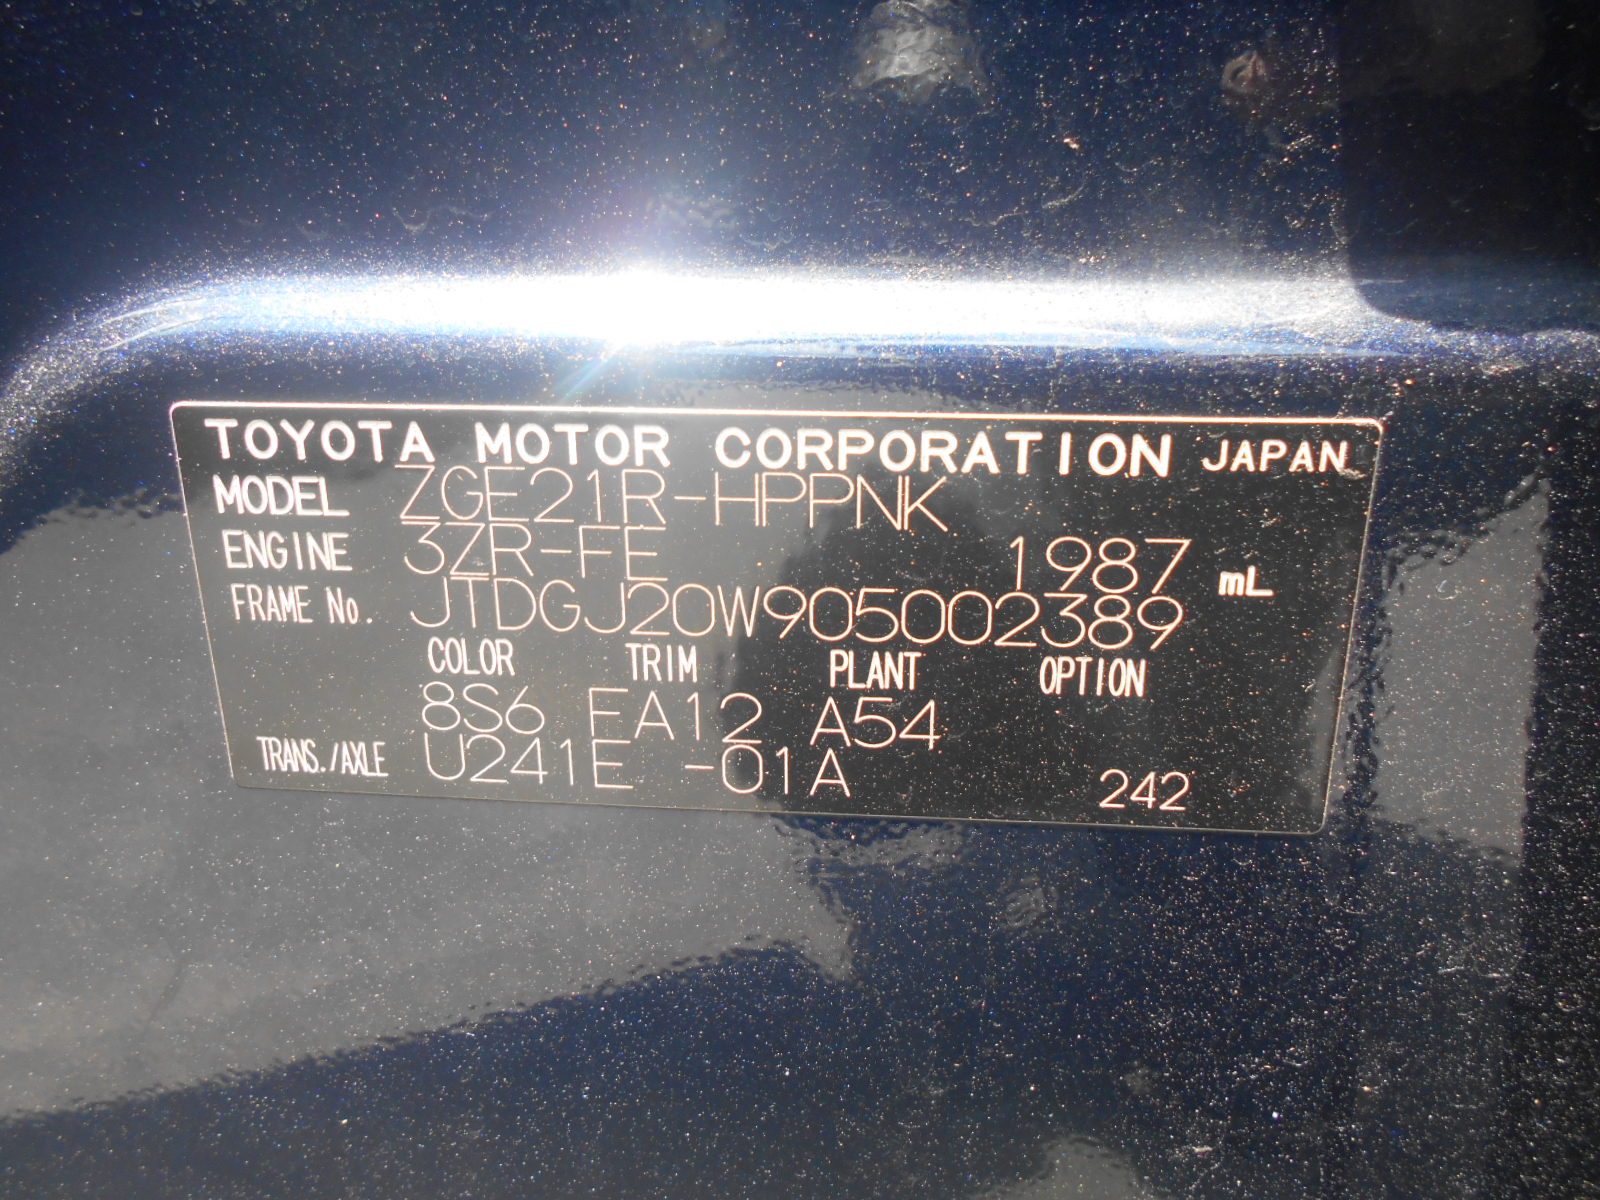 TOYOTA MOTOR CORPORATION JAPAN
MODEL ZGE21R-HPPNK
ENGINE 3ZR-FE 1987 mL
FRAME No. JTDGJ20W905002389
COLOR TRIM PLANT OPTION
8S6 EA12 A54
TRANS./AXLE U241E -01A 242